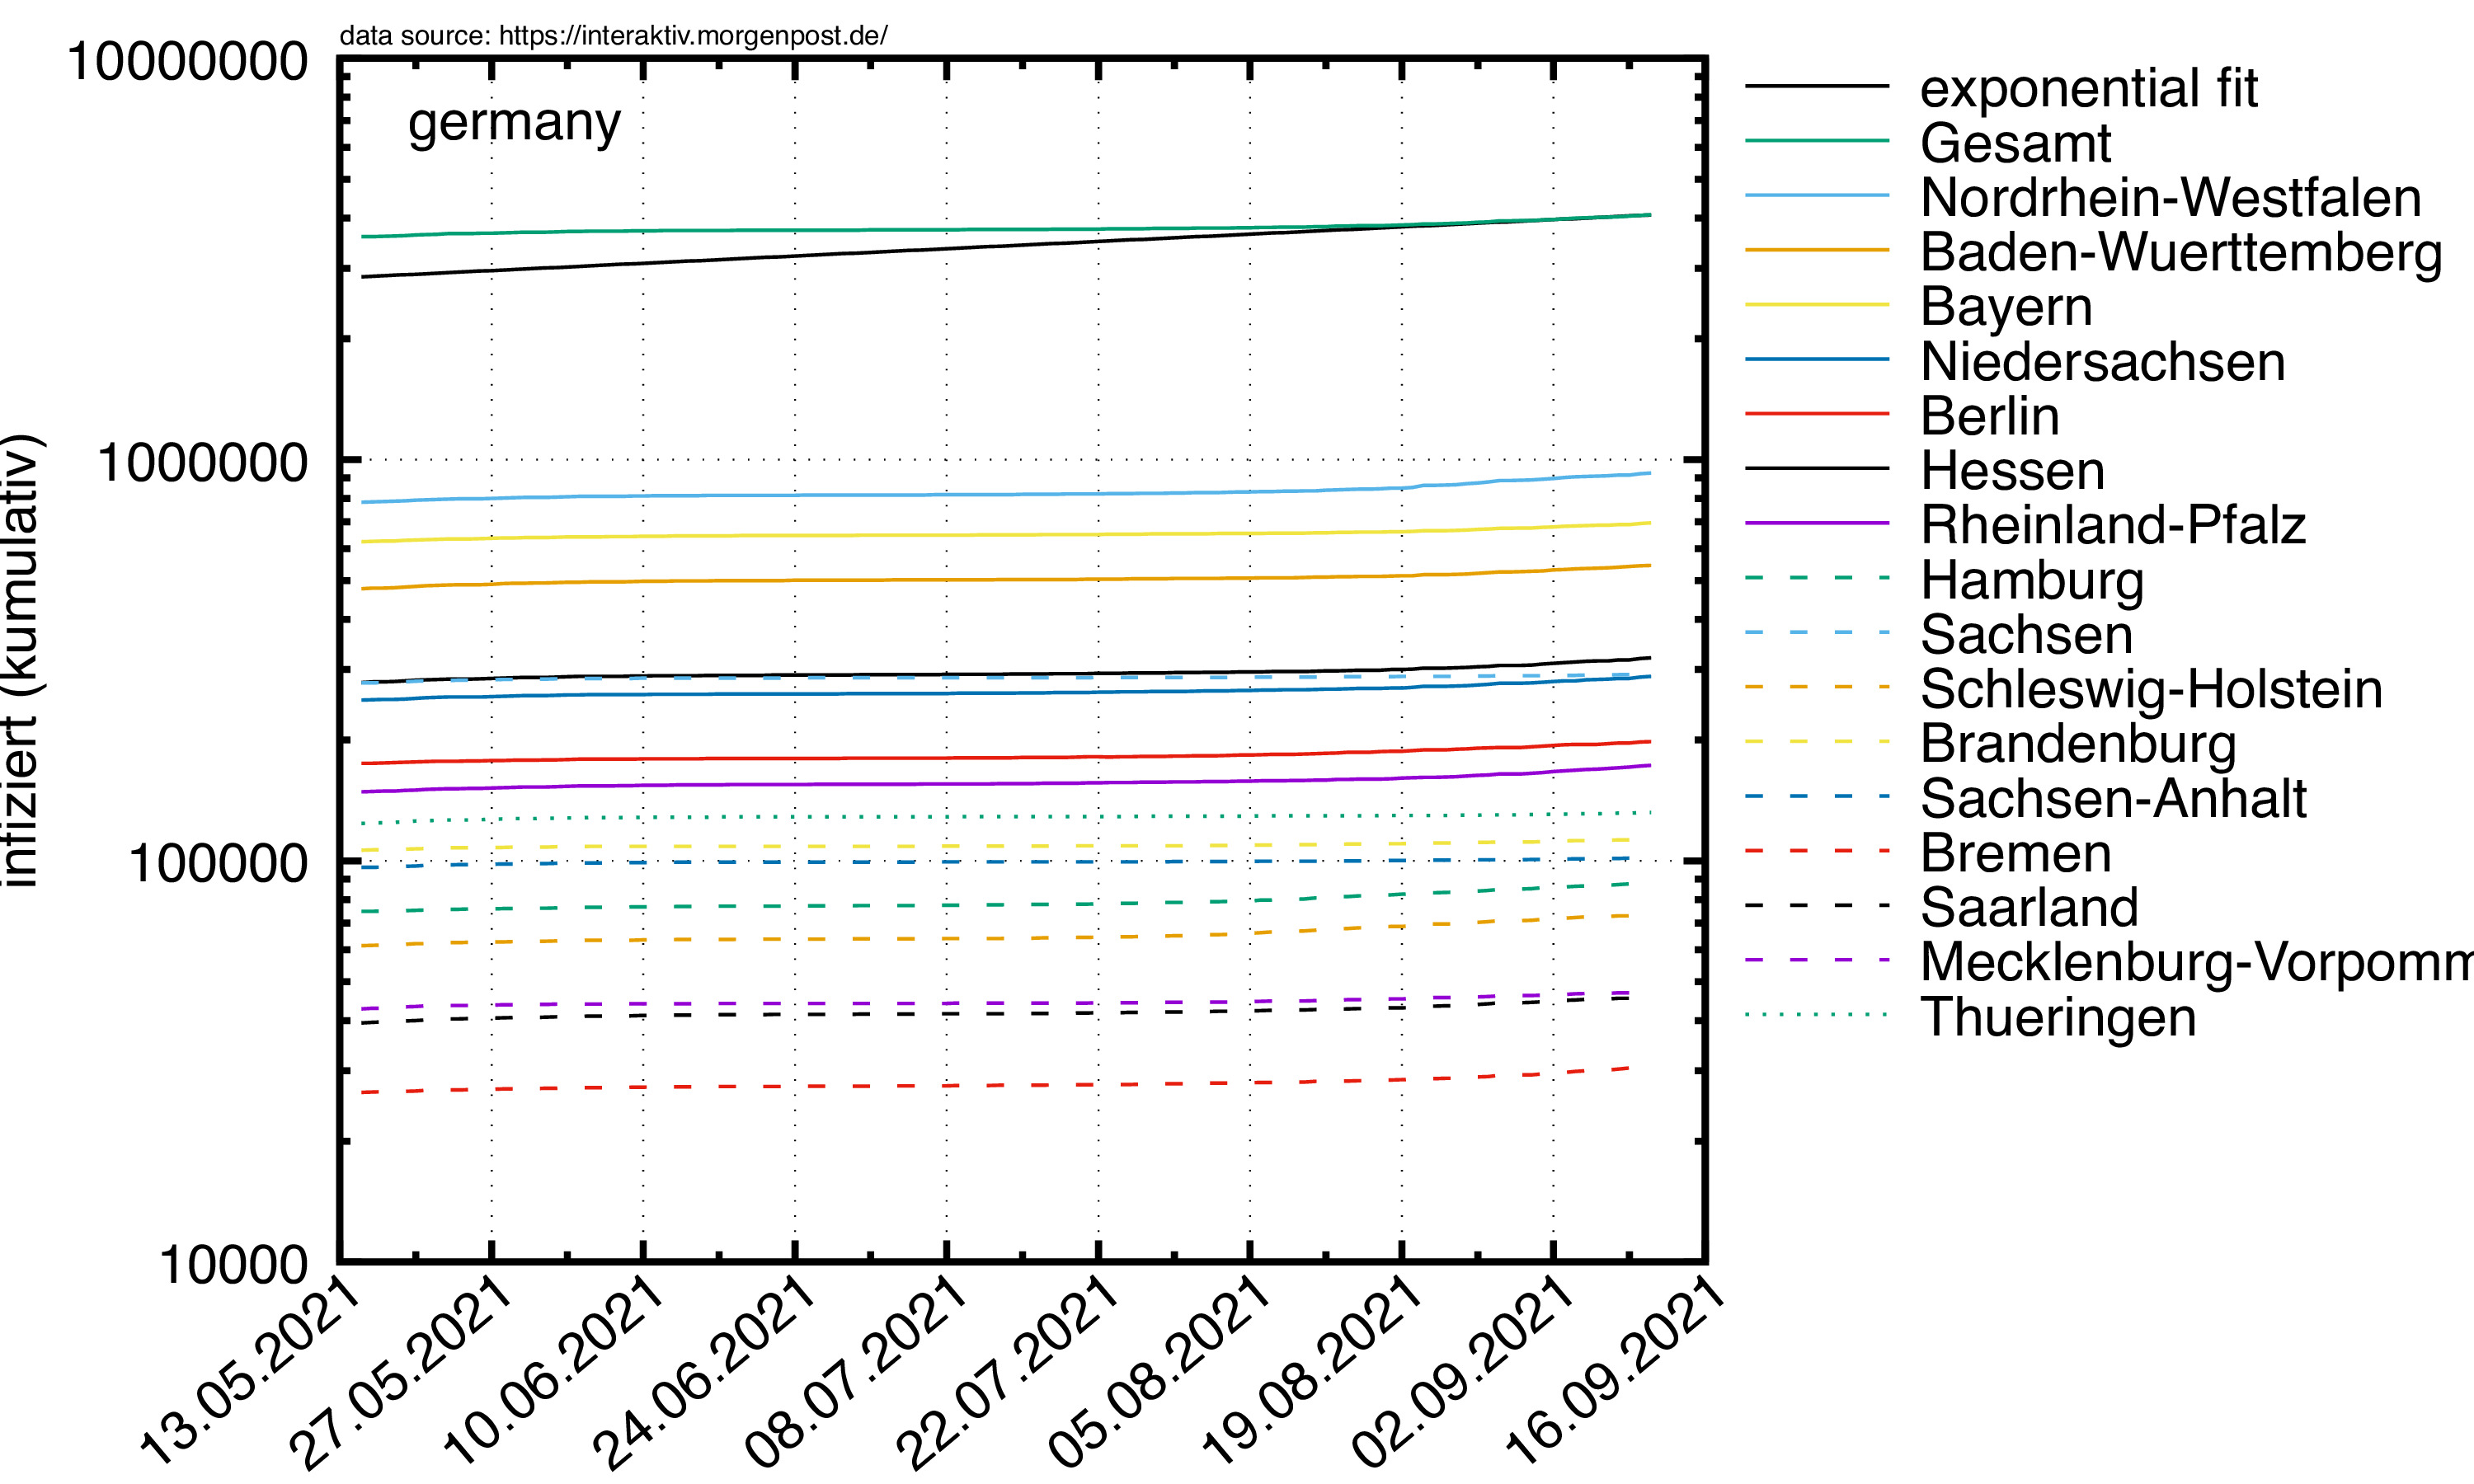 data source: https://interaktiv.morgenpost.de/
10000000
1000000
100000
10000
infiziert (kumulativ)
germany
exponential fit
Gesamt
Nordrhein-Westfalen
Baden-Wuerttemberg
Bayern
Niedersachsen
Berlin
Hessen
Rheinland-Pfalz
Hamburg
Sachsen
Schleswig-Holstein
Brandenburg
Sachsen-Anhalt
Bremen
Saarland
Mecklenburg-Vorpomm
Thueringen
13.05.2021
27.05.2021
10.06.2021
24.06.2021
08.07.2021
22.07.2021
05.08.2021
19.08.2021
02.09.2021
16.09.2021